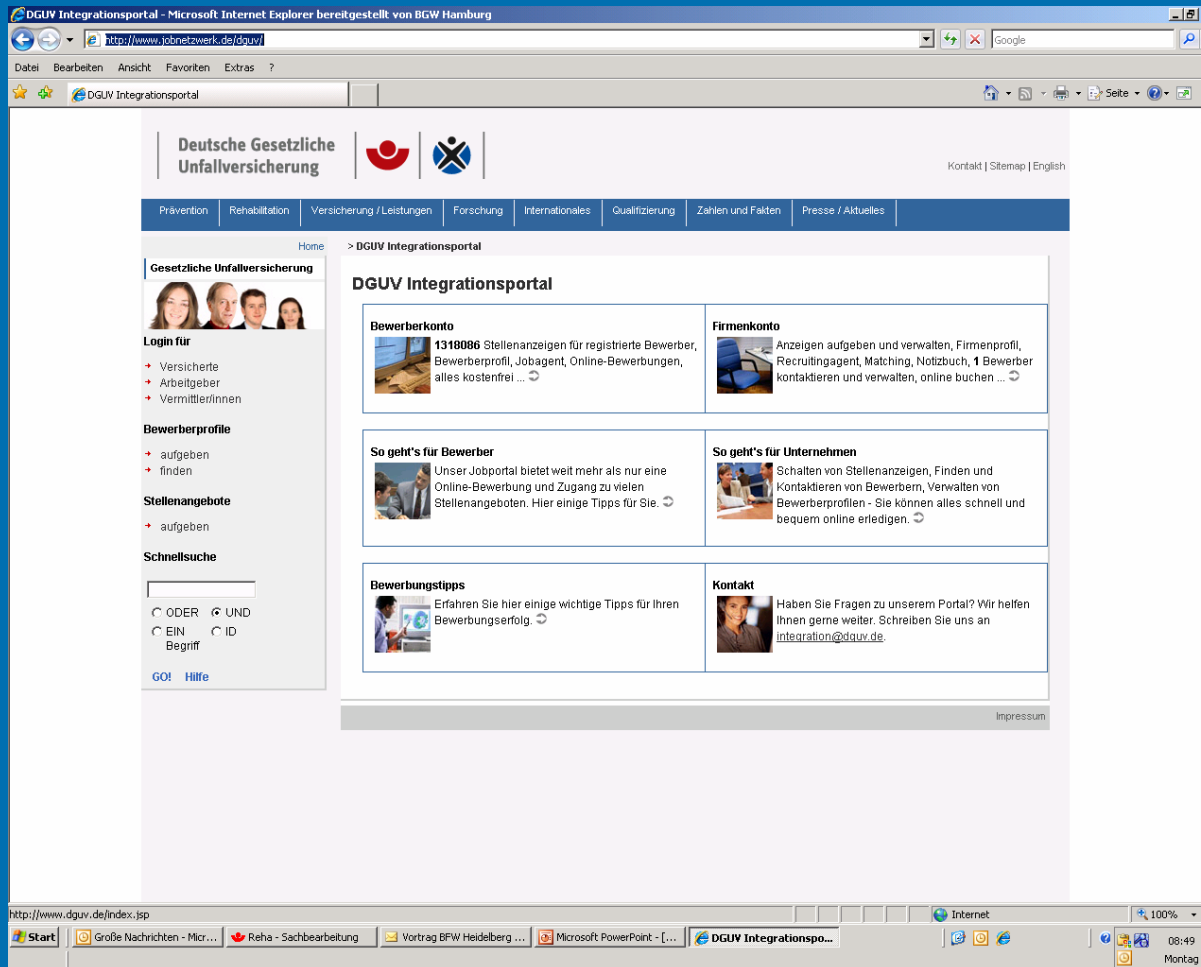 DGUV Integrationsportal - Microsoft Internet Explorer bereitgestellt von BGW Hamburg
http://www.jobnetzwerk.de/dguv/
Google
Datei Bearbeiten Ansicht Favoriten Extras ?
DGUV Integrationsportal
Seite
Deutsche Gesetzliche
Unfallversicherung
Kontakt | Sitemap | English
Prävention Rehabilitation Versicherung / Leistungen Forschung Internationales Qualifizierung Zahlen und Fakten Presse / Aktuelles
Home
> DGUV Integrationsportal
Gesetzliche Unfallversicherung
Login für
Versicherte
Arbeitgeber
Vermittler/innen
Bewerberprofile
aufgeben
finden
Stellenangebote
aufgeben
Schnellsuche
ODER UND
EIN ID
Begriff
GO! Hilfe
DGUV Integrationsportal
Bewerberkonto
1318086 Stellenanzeigen für registrierte Bewerber,
Bewerberprofil, Jobagent, Online-Bewerbungen,
alles kostenfrei ...
Firmenkonto
Anzeigen aufgeben und verwalten, Firmenprofil,
Recruitingagent, Matching, Notizbuch, 1 Bewerber
kontaktieren und verwalten, online buchen ...
So geht's für Bewerber
Unser Jobportal bietet weit mehr als nur eine
Online-Bewerbung und Zugang zu vielen
Stellenangeboten. Hier einige Tipps für Sie.
So geht's für Unternehmen
Schalten von Stellenanzeigen, Finden und
Kontaktieren von Bewerbern, Verwalten von
Bewerberprofilen - Sie können alles schnell und
bequem online erledigen.
Bewerbungstipps
Erfahren Sie hier einige wichtige Tipps für Ihren
Bewerbungserfolg.
Kontakt
Haben Sie Fragen zu unserem Portal? Wir helfen
Ihnen gerne weiter. Schreiben Sie uns an
integration@dguv.de.
Impressum
http://www.dguv.de/index.jsp
Internet
100%
Start
Große Nachrichten - Micr...
Reha - Sachbearbeitung
Vortrag BFW Heidelberg ...
Microsoft PowerPoint - [...
DGUV Integrationspo...
08:49
Montag